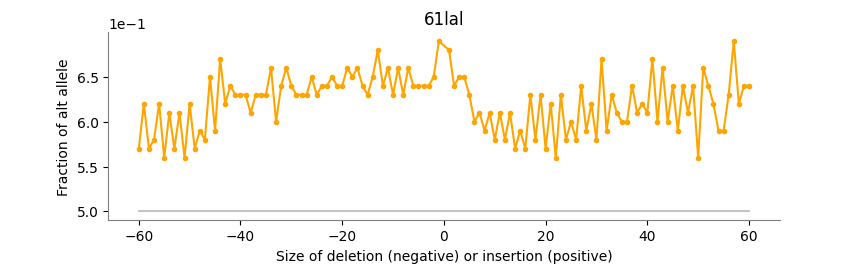 61lal
1e−1
6.5
6.0
5.5
5.0
Fraction of alt allele
−60 −40 −20 0 20 40 60
Size of deletion (negative) or insertion (positive)